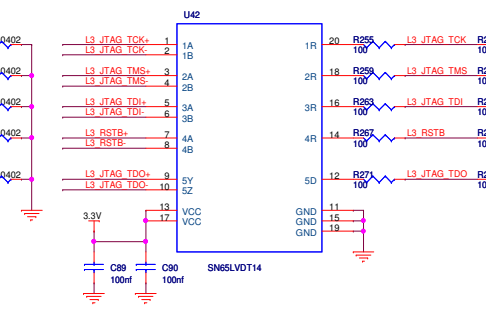 U42
0402
L3_JTAG_TCK+ 1 1A 1R 20 R255 100 L3_JTAG_TCK
L3_JTAG_TCK- 2 1B
0402
L3_JTAG_TMS+ 3 2A 2R 18 R259 100 L3_JTAG_TMS
L3_JTAG_TMS- 4 2B
0402
L3_JTAG_TDI+ 5 3A 3R 16 R263 100 L3_JTAG_TDI
L3_JTAG_TDI- 6 3B
0402
L3_RSTB+ 7 4A 4R 14 R267 100 L3_RSTB
L3_RSTB- 8 4B
0402
L3_JTAG_TDO+ 9 5Y 5D 12 R271 100 L3_JTAG_TDO
L3_JTAG_TDO- 10 5Z
13 VCC GND 11
17 VCC GND 15
GND 19
3.3V
C89 C90 SN65LVDT14
100nf 100nf